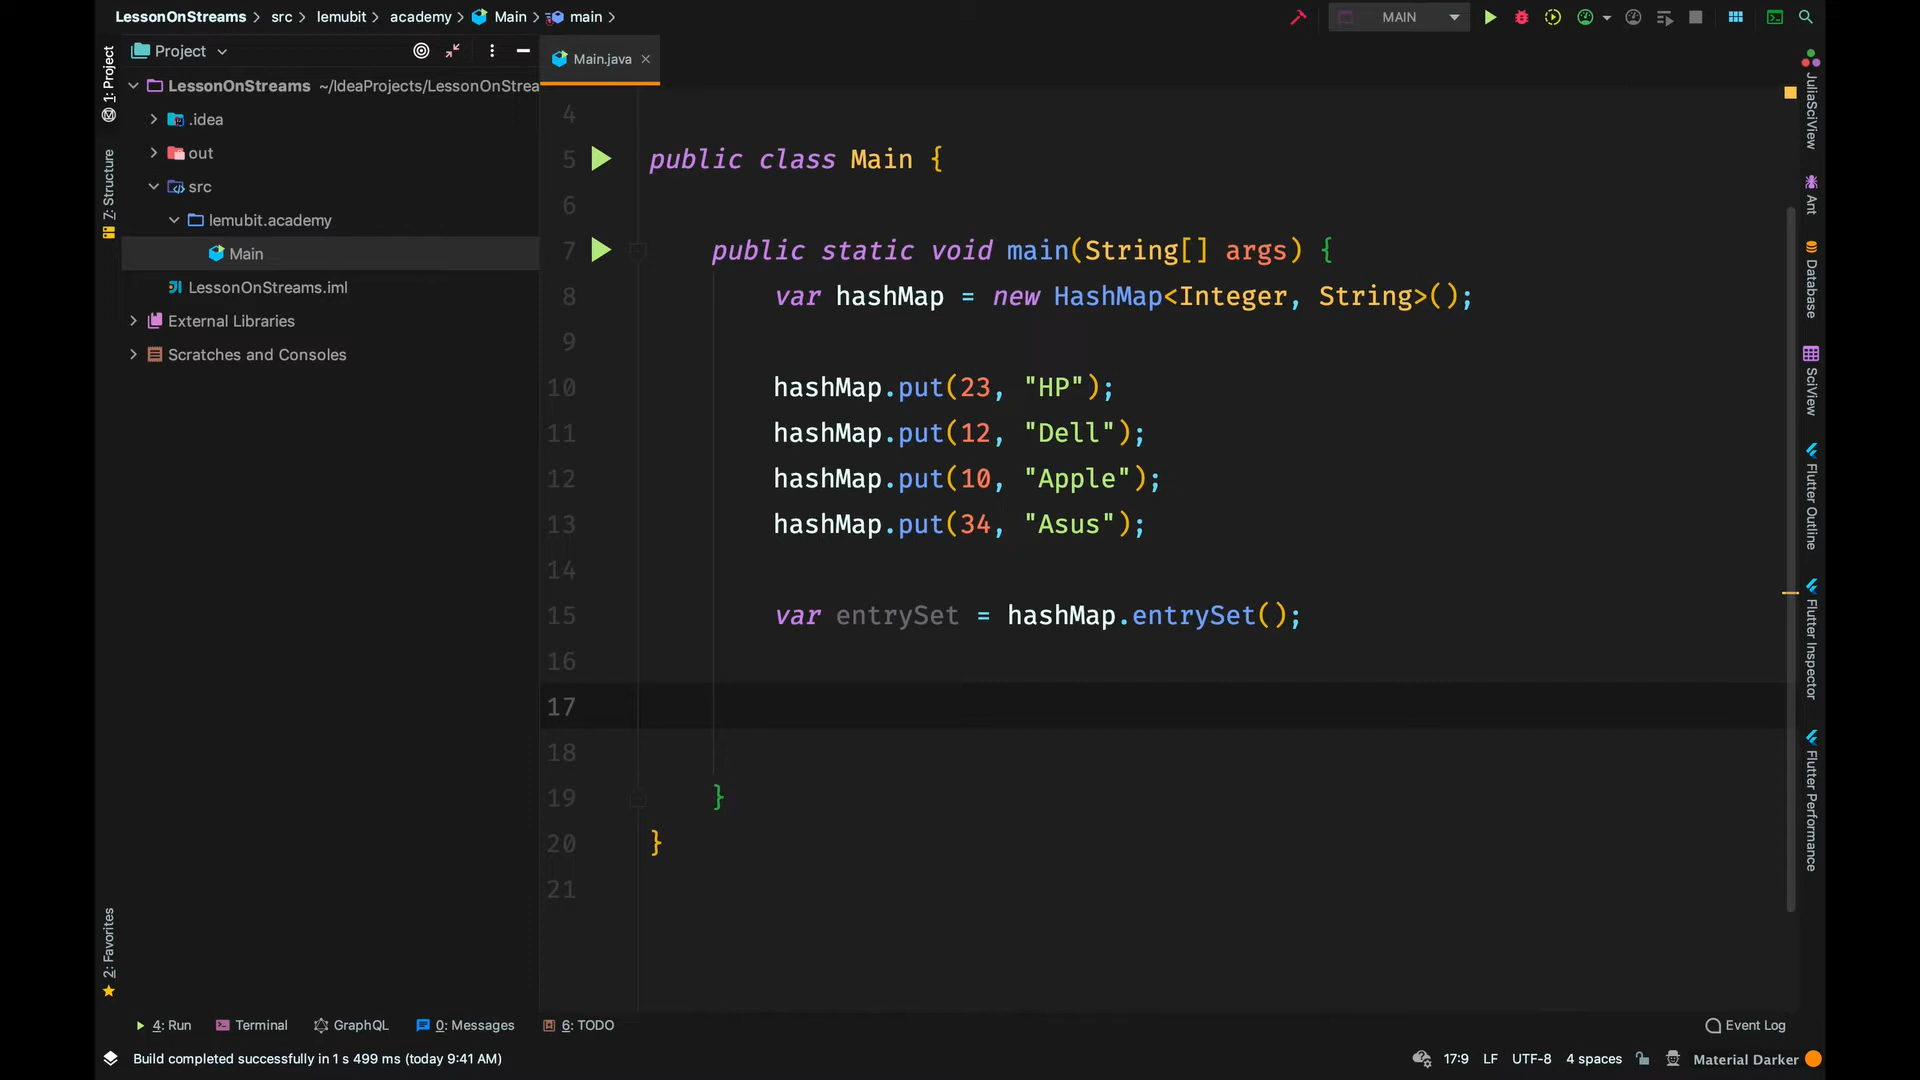 LessonOnStreams > src > lemubit > academy > Main > main >
MAIN
Project
Main.java
1: Project
LessonOnStreams ~/IdeaProjects/LessonOnStrea
.idea
out
src
lemubit.academy
Main
LessonOnStreams.iml
External Libraries
Scratches and Consoles
7: Structure
2: Favorites
4
5 public class Main {
6
7 public static void main(String[] args) {
8 var hashMap = new HashMap<Integer, String>();
9
10 hashMap.put(23, "HP");
11 hashMap.put(12, "Dell");
12 hashMap.put(10, "Apple");
13 hashMap.put(34, "Asus");
14
15 var entrySet = hashMap.entrySet();
16
17
18
19 }
20 }
21
JuliaSciView
Ant
Database
SciView
Flutter Outline
Flutter Inspector
Flutter Performance
4: Run Terminal GraphQL 0: Messages 6: TODO Event Log
Build completed successfully in 1 s 499 ms (today 9:41 AM) 17:9 LF UTF-8 4 spaces Material Darker